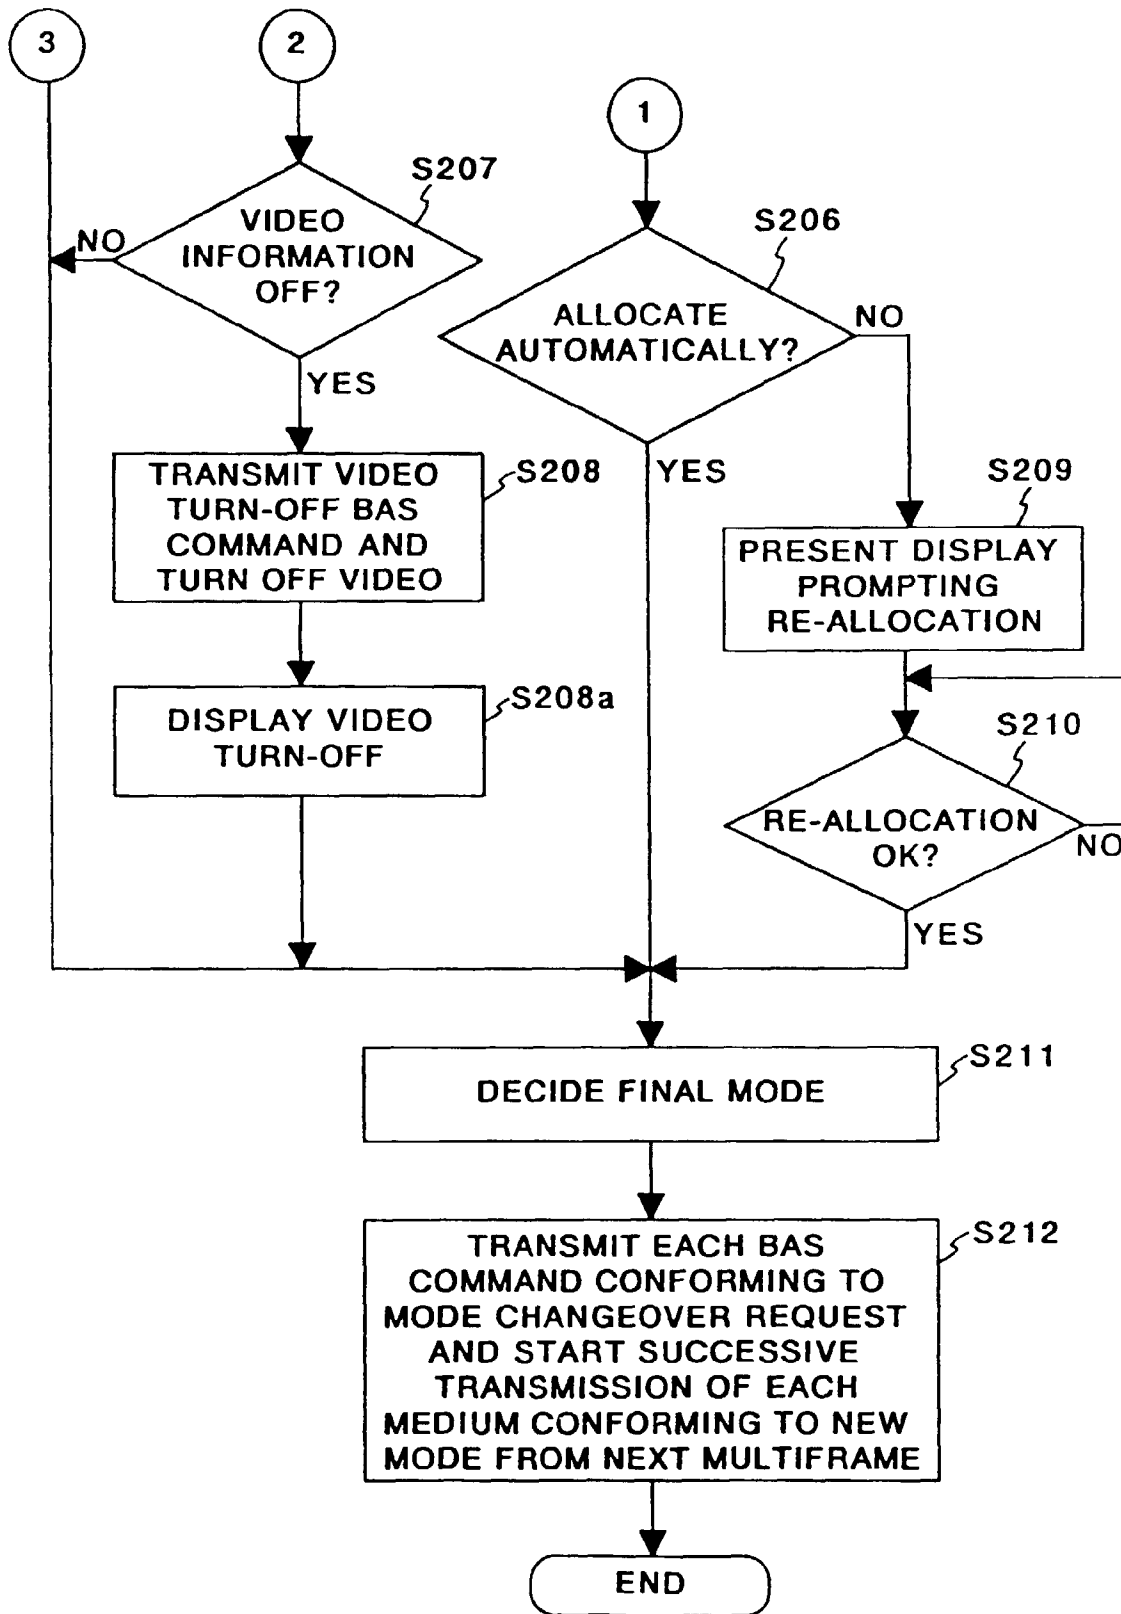 3
2
1
S207
VIDEO
INFORMATION
OFF?
NO
YES
S206
ALLOCATE
AUTOMATICALLY?
NO
YES
S208
TRANSMIT VIDEO
TURN-OFF BAS
COMMAND AND
TURN OFF VIDEO
S209
PRESENT DISPLAY
PROMPTING
RE-ALLOCATION
S208a
DISPLAY VIDEO
TURN-OFF
S210
RE-ALLOCATION
OK?
NO
YES
S211
DECIDE FINAL MODE
S212
TRANSMIT EACH BAS
COMMAND CONFORMING TO
MODE CHANGEOVER REQUEST
AND START SUCCESSIVE
TRANSMISSION OF EACH
MEDIUM CONFORMING TO NEW
MODE FROM NEXT MULTIFRAME
END